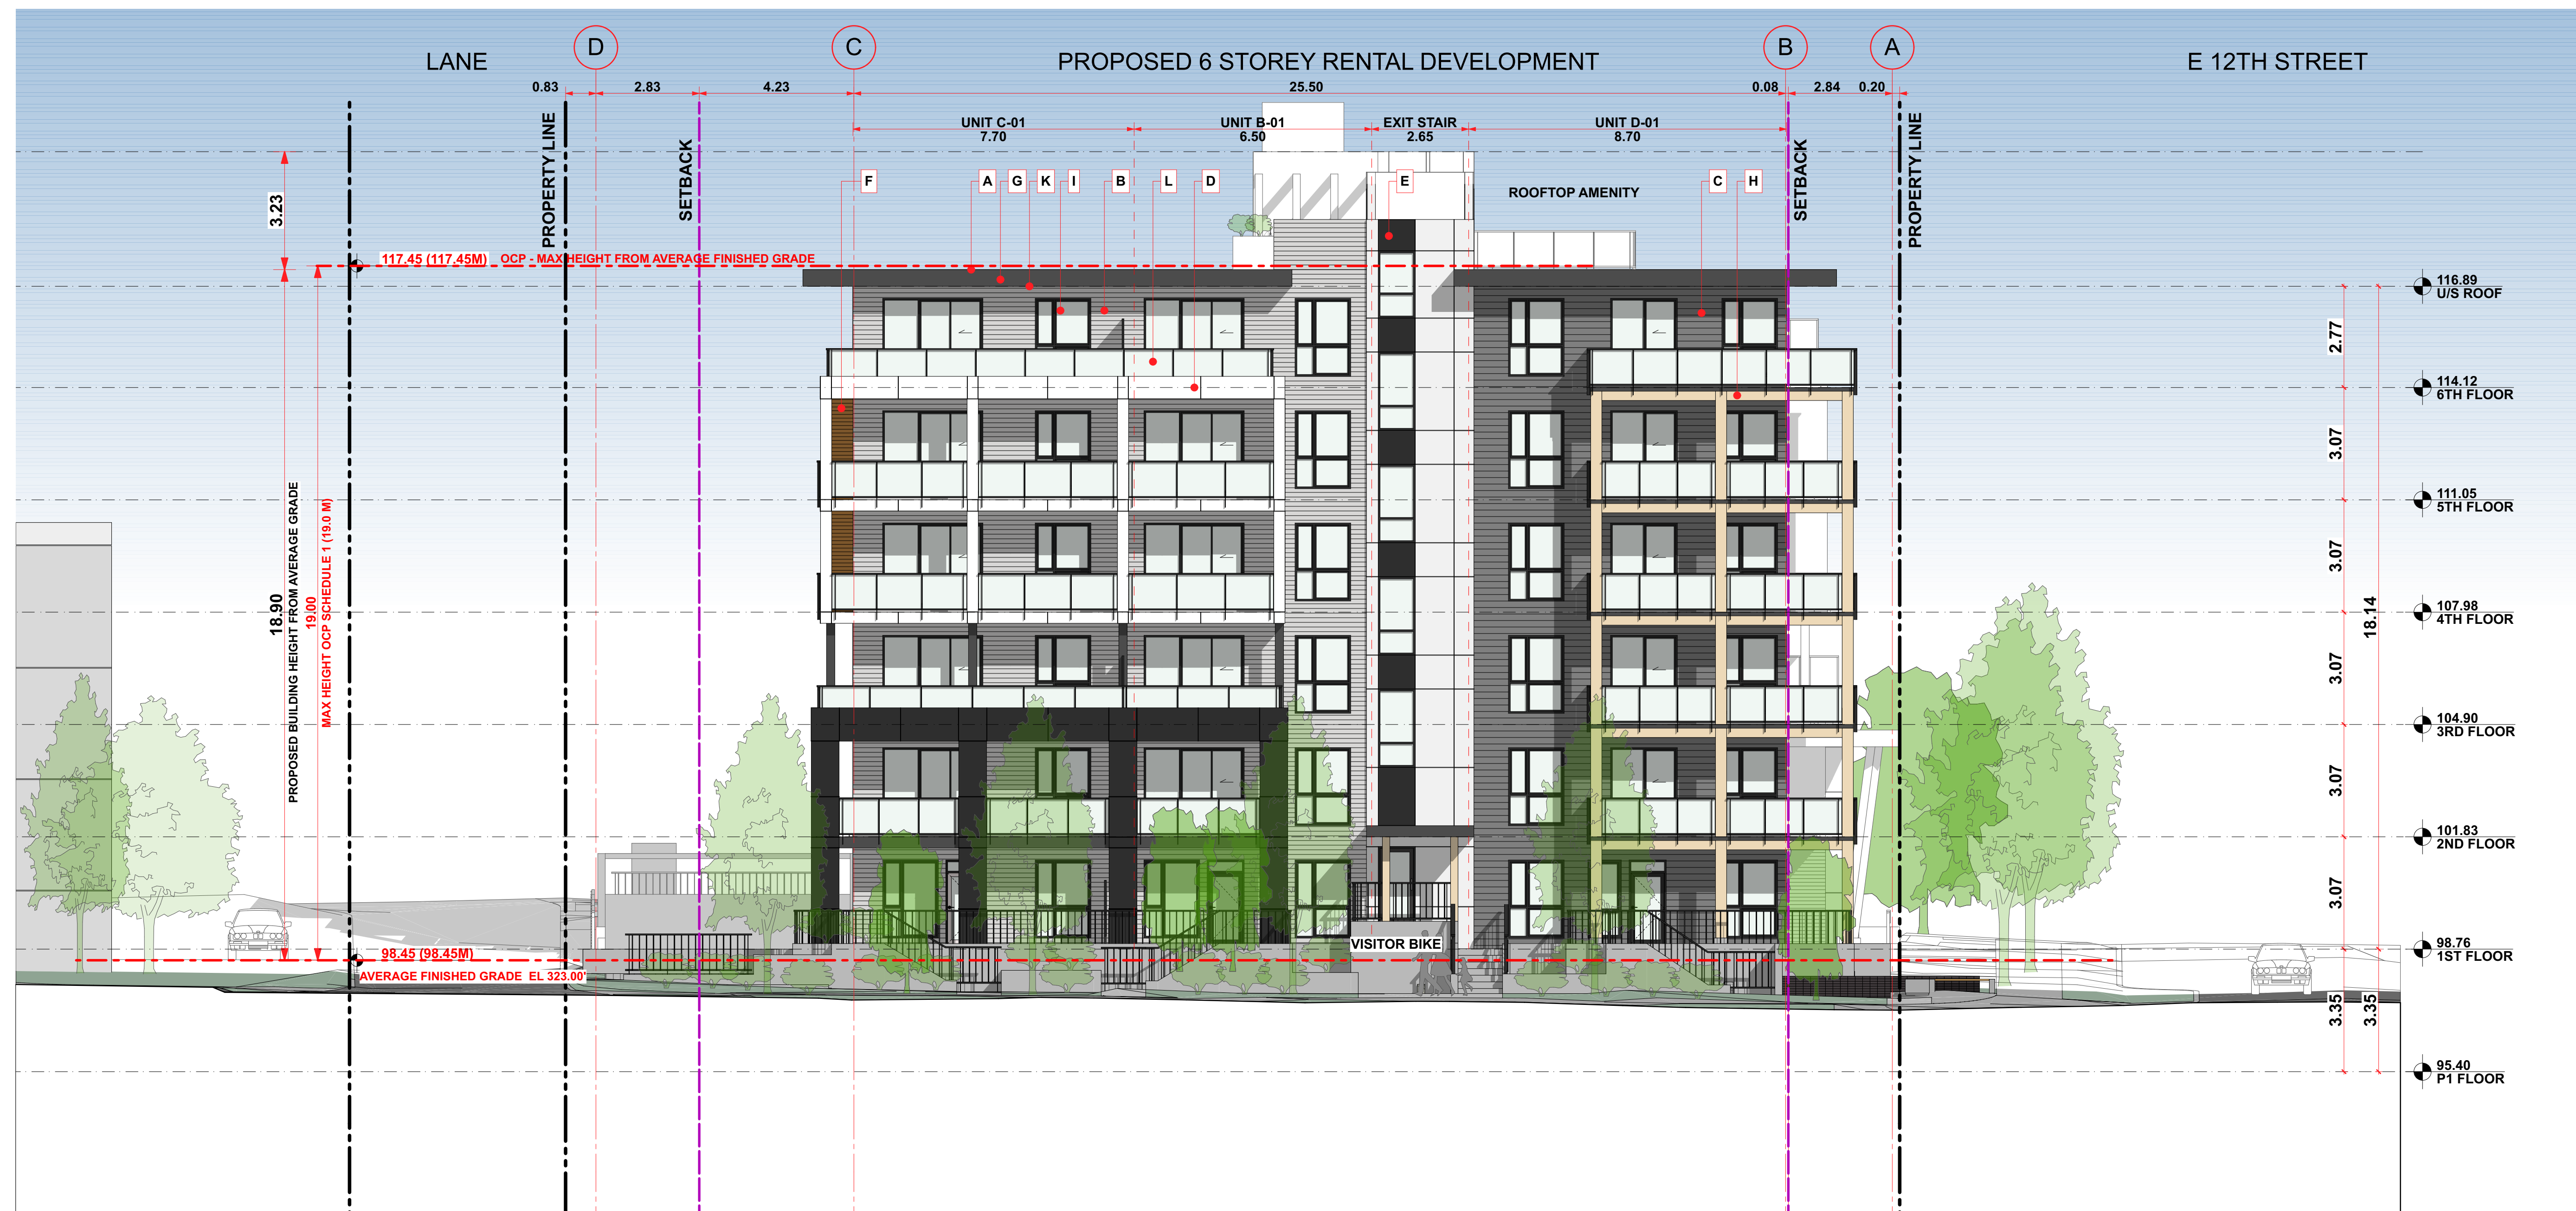 D
C
B
A
LANE
PROPOSED 6 STOREY RENTAL DEVELOPMENT
E 12TH STREET
0.83
2.83
4.23
25.50
0.08
2.84
0.20
UNIT C-01
7.70
UNIT B-01
6.50
EXIT STAIR
2.65
UNIT D-01
8.70
PROPERTY LINE
SETBACK
SETBACK
PROPERTY LINE
F
A
G
K
I
B
L
D
E
C
H
ROOFTOP AMENITY
3.23
117.45 (117.45M)
OCP - MAX HEIGHT FROM AVERAGE FINISHED GRADE
18.90
PROPOSED BUILDING HEIGHT FROM AVERAGE GRADE
19.00
MAX HEIGHT OCP SCHEDULE 1 (19.0 M)
98.45 (98.45M)
AVERAGE FINISHED GRADE EL 323.00'
VISITOR BIKE
116.89
U/S ROOF
2.77
114.12
6TH FLOOR
3.07
111.05
5TH FLOOR
3.07
107.98
4TH FLOOR
18.14
3.07
104.90
3RD FLOOR
3.07
101.83
2ND FLOOR
3.07
98.76
1ST FLOOR
3.35
3.35
95.40
P1 FLOOR